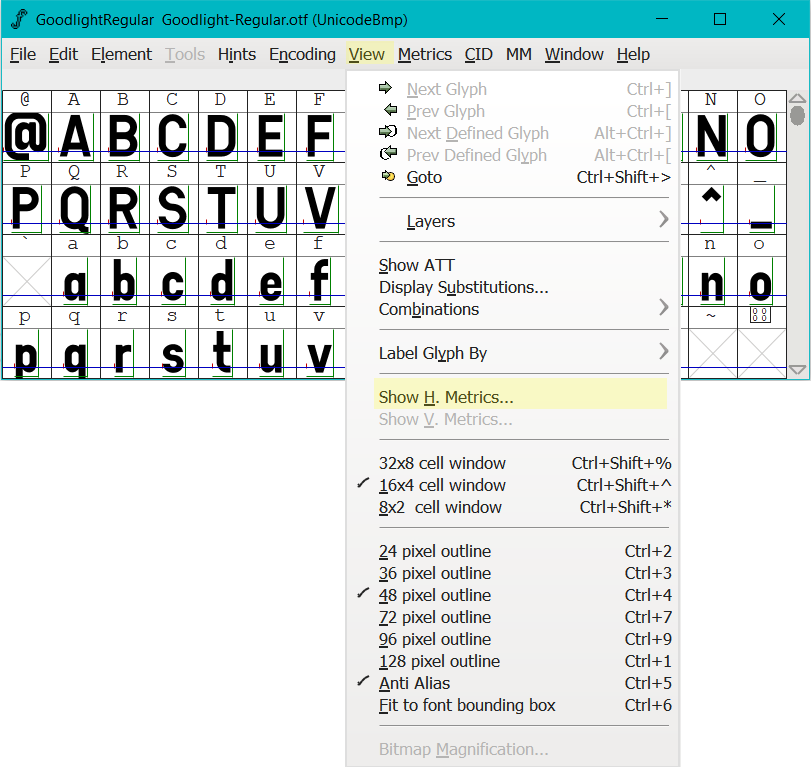 GoodlightRegular Goodlight-Regular.otf (UnicodeBmp)
File Edit Element Tools Hints Encoding View Metrics CID MM Window Help
@ A B C D E F N O
@ A B C D E F N O
P Q R S T U V ^ _
P Q R S T U V ^ _
` a b c d e f n o
a b c d e f n o
p q r s t u v ~
p q r s t u v
Next Glyph Ctrl+]
Prev Glyph Ctrl+[
Next Defined Glyph Alt+Ctrl+]
Prev Defined Glyph Alt+Ctrl+[
Goto Ctrl+Shift+>
Layers
Show ATT
Display Substitutions...
Combinations
Label Glyph By
Show H. Metrics...
Show V. Metrics...
32x8 cell window Ctrl+Shift+%
16x4 cell window Ctrl+Shift+^
8x2 cell window Ctrl+Shift+*
24 pixel outline Ctrl+2
36 pixel outline Ctrl+3
48 pixel outline Ctrl+4
72 pixel outline Ctrl+7
96 pixel outline Ctrl+9
128 pixel outline Ctrl+1
Anti Alias Ctrl+5
Fit to font bounding box Ctrl+6
Bitmap Magnification...